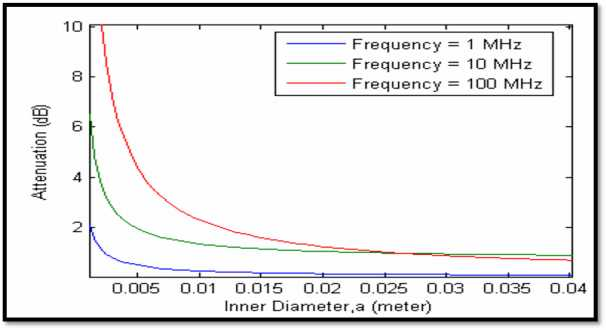 10
8
6
4
2
Attenuation (dB)
Frequency = 1 MHz
Frequency = 10 MHz
Frequency = 100 MHz
0.005 0.01 0.015 0.02 0.025 0.03 0.035 0.04
Inner Diameter,a (meter)